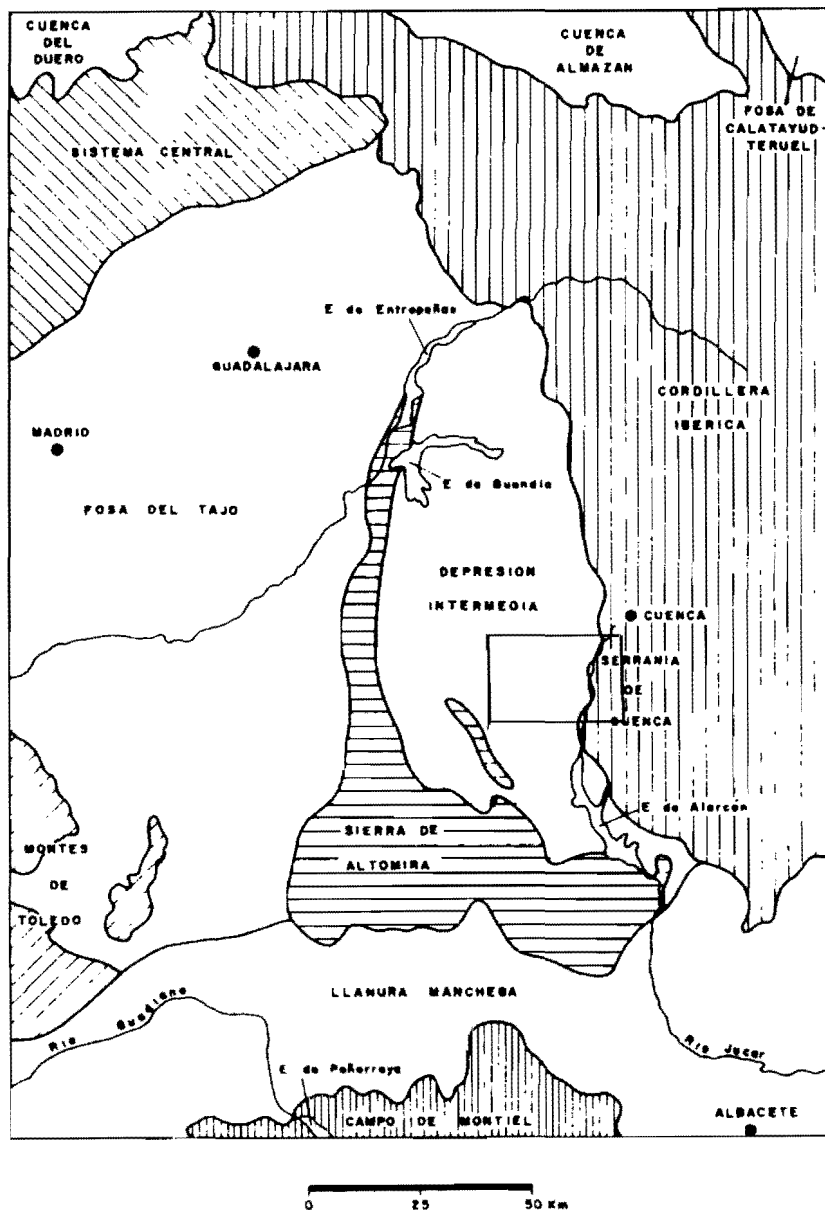 CUENCA
DEL
DUERO
CUENCA
DE
ALMAZAN
FOSA DE
CALATAYUD-
TERUEL
SISTEMA CENTRAL
E de Entrepeñas
GUADALAJARA
CORDILLERA
IBERICA
MADRID
E de Buendia
FOSA DEL TAJO
DEPRESION
INTERMEDIA
CUENCA
SERRANIA
DE
CUENCA
E de Alarcón
SIERRA DE
ALTOMIRA
MONTES
DE
TOLEDO
LLANURA MANCHEGA
Rio Guadiana
Rio Jucar
E de Peñarroya
CAMPO DE MONTIEL
ALBACETE
0 25 50 Km